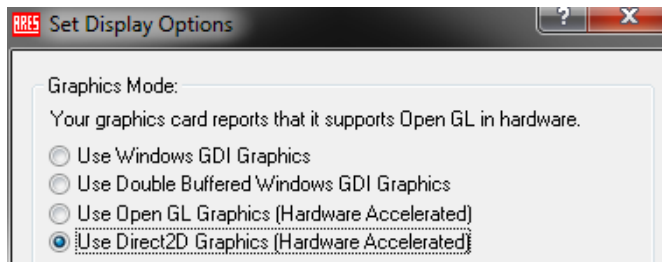 ARES Set Display Options ? X
Graphics Mode:
Your graphics card reports that it supports Open GL in hardware.
Use Windows GDI Graphics
Use Double Buffered Windows GDI Graphics
Use Open GL Graphics (Hardware Accelerated)
Use Direct2D Graphics (Hardware Accelerated)